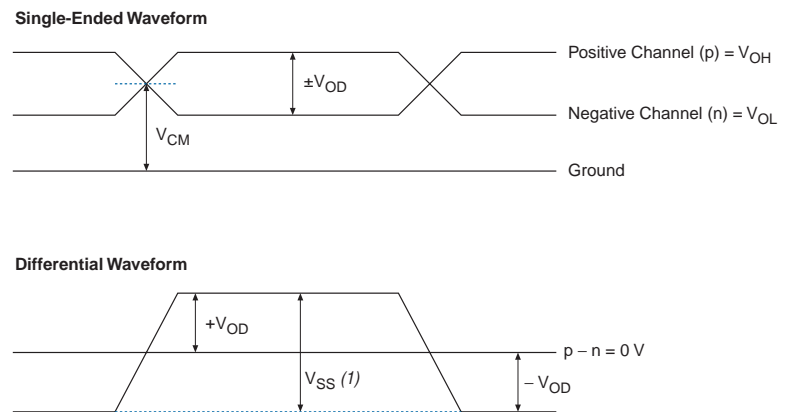 Single-Ended Waveform
Positive Channel (p) = VOH
±VOD
Negative Channel (n) = VOL
VCM
Ground
Differential Waveform
+VOD
p − n = 0 V
VSS (1)
− VOD